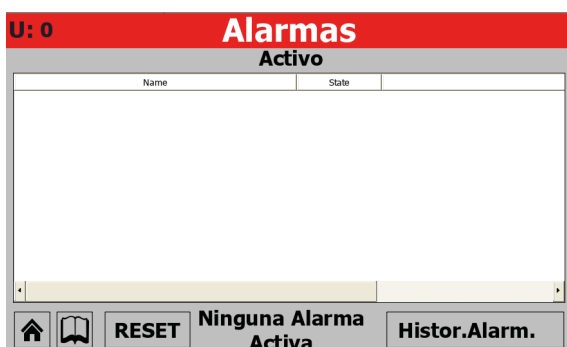 U: 0
Alarmas
Activo
Name State
RESET
Ninguna Alarma
Activa
Histor.Alarm.